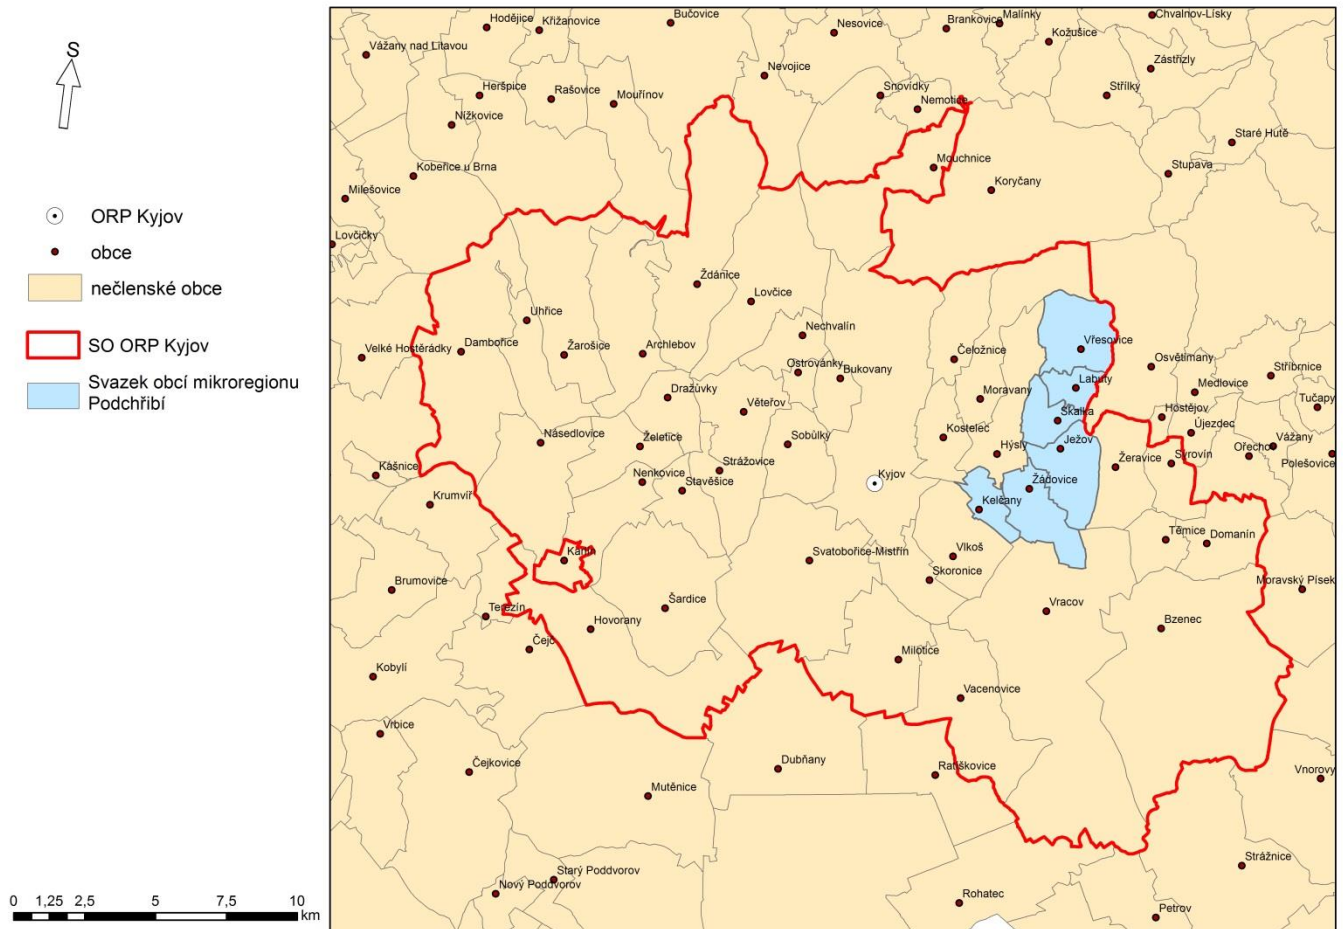 S
ORP Kyjov
obce
nečlenské obce
SO ORP Kyjov
Svazek obcí mikroregionu
Podchřibí
0 1,25 2,5 5 7,5 10
km
Hodějice
Křižanovice
Bučovice
Nesovice
Brankovice
Malínky
Chvalnov-Lísky
Kožušice
Vážany nad Litavou
Nevojice
Zástřizly
Heršpice
Rašovice
Mouřínov
Snovídky
Nemotice
Střílky
Nížkovice
Staré Hutě
Mouchnice
Stupava
Kobeřice u Brna
Koryčany
Milešovice
Lovčičky
Ždánice
Lovčice
Uhřice
Nechvalín
Vřesovice
Velké Hostěrádky
Dambořice
Žarošice
Archlebov
Čeložnice
Osvětimany
Ostrovánky
Bukovany
Stříbrnice
Labuty
Medlovice
Dražůvky
Moravany
Tučapy
Věteřov
Skalka
Hostějov
Újezdec
Násedlovice
Želetice
Sobůlky
Kostelec
Hýsly
Ježov
Ořechov
Vážany
Polešovice
Kašnice
Nenkovice
Stavěšice
Strážovice
Kyjov
Žeravice
Syrovín
Žádovice
Krumvíř
Kelčany
Těmice
Domanín
Karlín
Svatobořice-Mistřín
Vlkoš
Skoronice
Brumovice
Moravský Písek
Terezín
Šardice
Hovorany
Vracov
Bzenec
Čejč
Milotice
Kobylí
Vacenovice
Vrbice
Čejkovice
Dubňany
Ratíškovice
Vnorovy
Mutěnice
Strážnice
Starý Poddvorov
Nový Poddvorov
Rohatec
Petrov